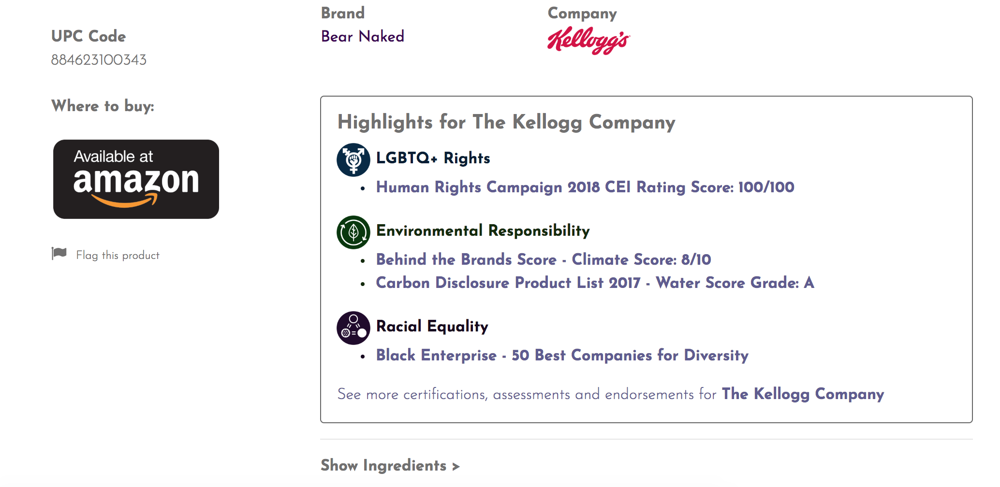 UPC Code
884623100343
Where to buy:
Available at
amazon
Flag this product
Brand
Bear Naked
Company
Kellogg's
Highlights for The Kellogg Company
LGBTQ+ Rights
• Human Rights Campaign 2018 CEI Rating Score: 100/100
Environmental Responsibility
• Behind the Brands Score - Climate Score: 8/10
• Carbon Disclosure Product List 2017 - Water Score Grade: A
Racial Equality
• Black Enterprise - 50 Best Companies for Diversity
See more certifications, assessments and endorsements for The Kellogg Company
Show Ingredients >